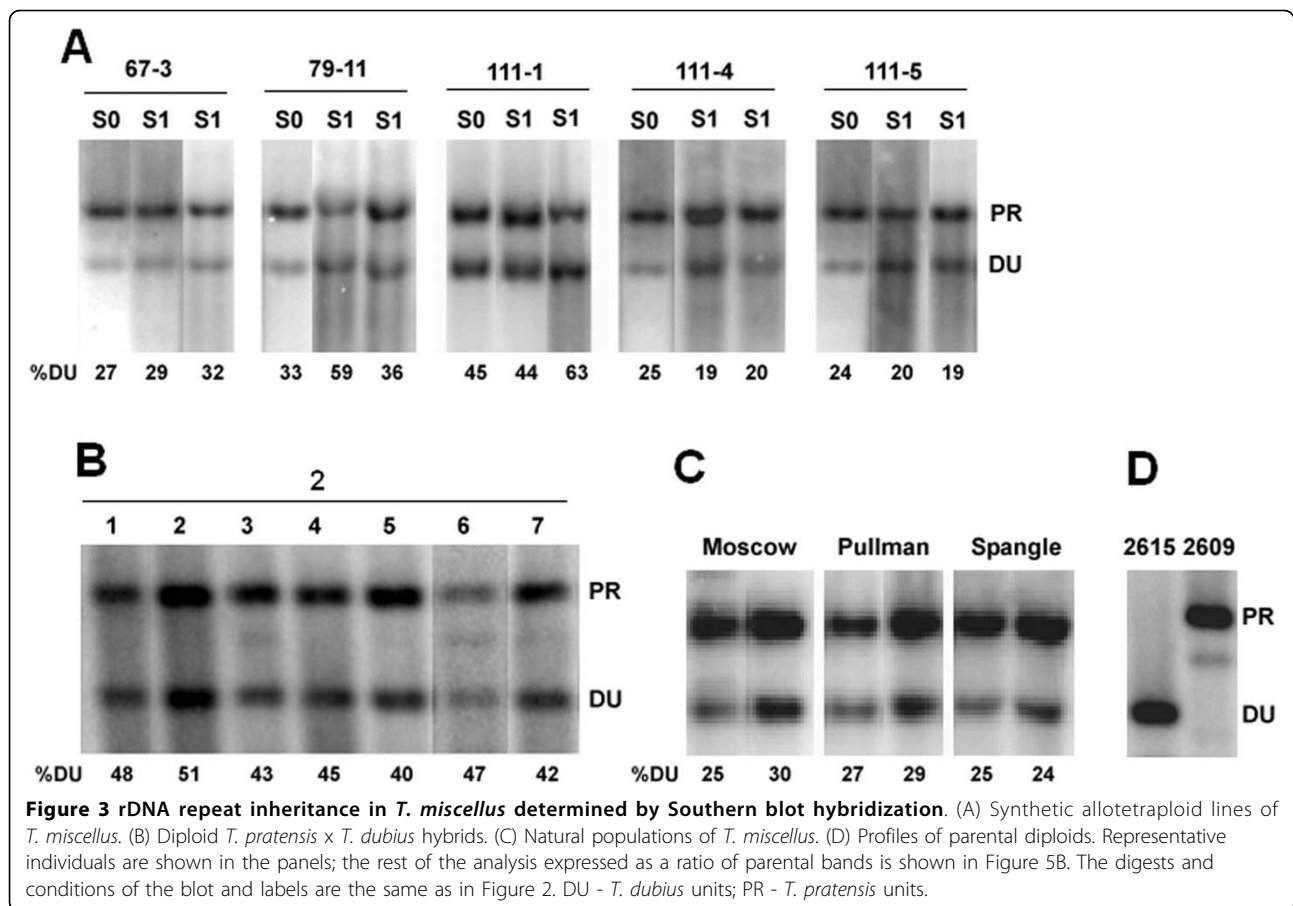 A
67-3 79-11 111-1 111-4 111-5
S0 S1 S1 S0 S1 S1 S0 S1 S1 S0 S1 S1 S0 S1 S1
PR
DU
%DU 27 29 32 33 59 36 45 44 63 25 19 20 24 20 19
B
2
1 2 3 4 5 6 7
PR
DU
%DU 48 51 43 45 40 47 42
C
Moscow Pullman Spangle
%DU 25 30 27 29 25 24
D
2615 2609
PR
DU
Figure 3 rDNA repeat inheritance in T. miscellus determined by Southern blot hybridization. (A) Synthetic allotetraploid lines of
T. miscellus. (B) Diploid T. pratensis x T. dubius hybrids. (C) Natural populations of T. miscellus. (D) Profiles of parental diploids. Representative
individuals are shown in the panels; the rest of the analysis expressed as a ratio of parental bands is shown in Figure 5B. The digests and
conditions of the blot and labels are the same as in Figure 2. DU - T. dubius units; PR - T. pratensis units.